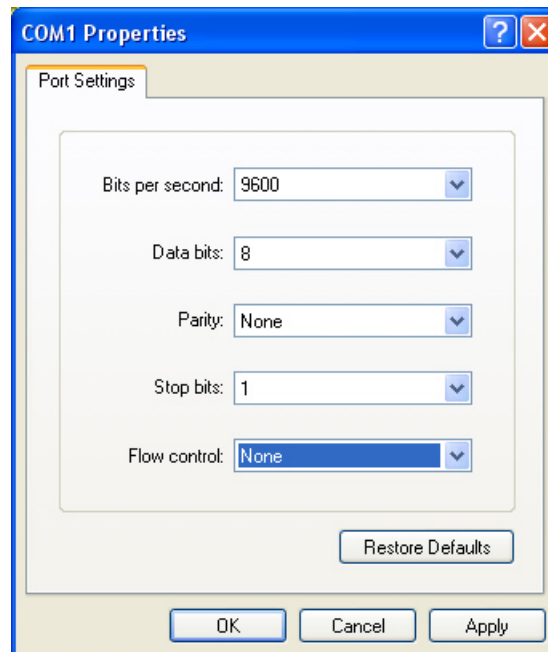 COM1 Properties
Port Settings
Bits per second: 9600
Data bits: 8
Parity: None
Stop bits: 1
Flow control: None
Restore Defaults
OK Cancel Apply